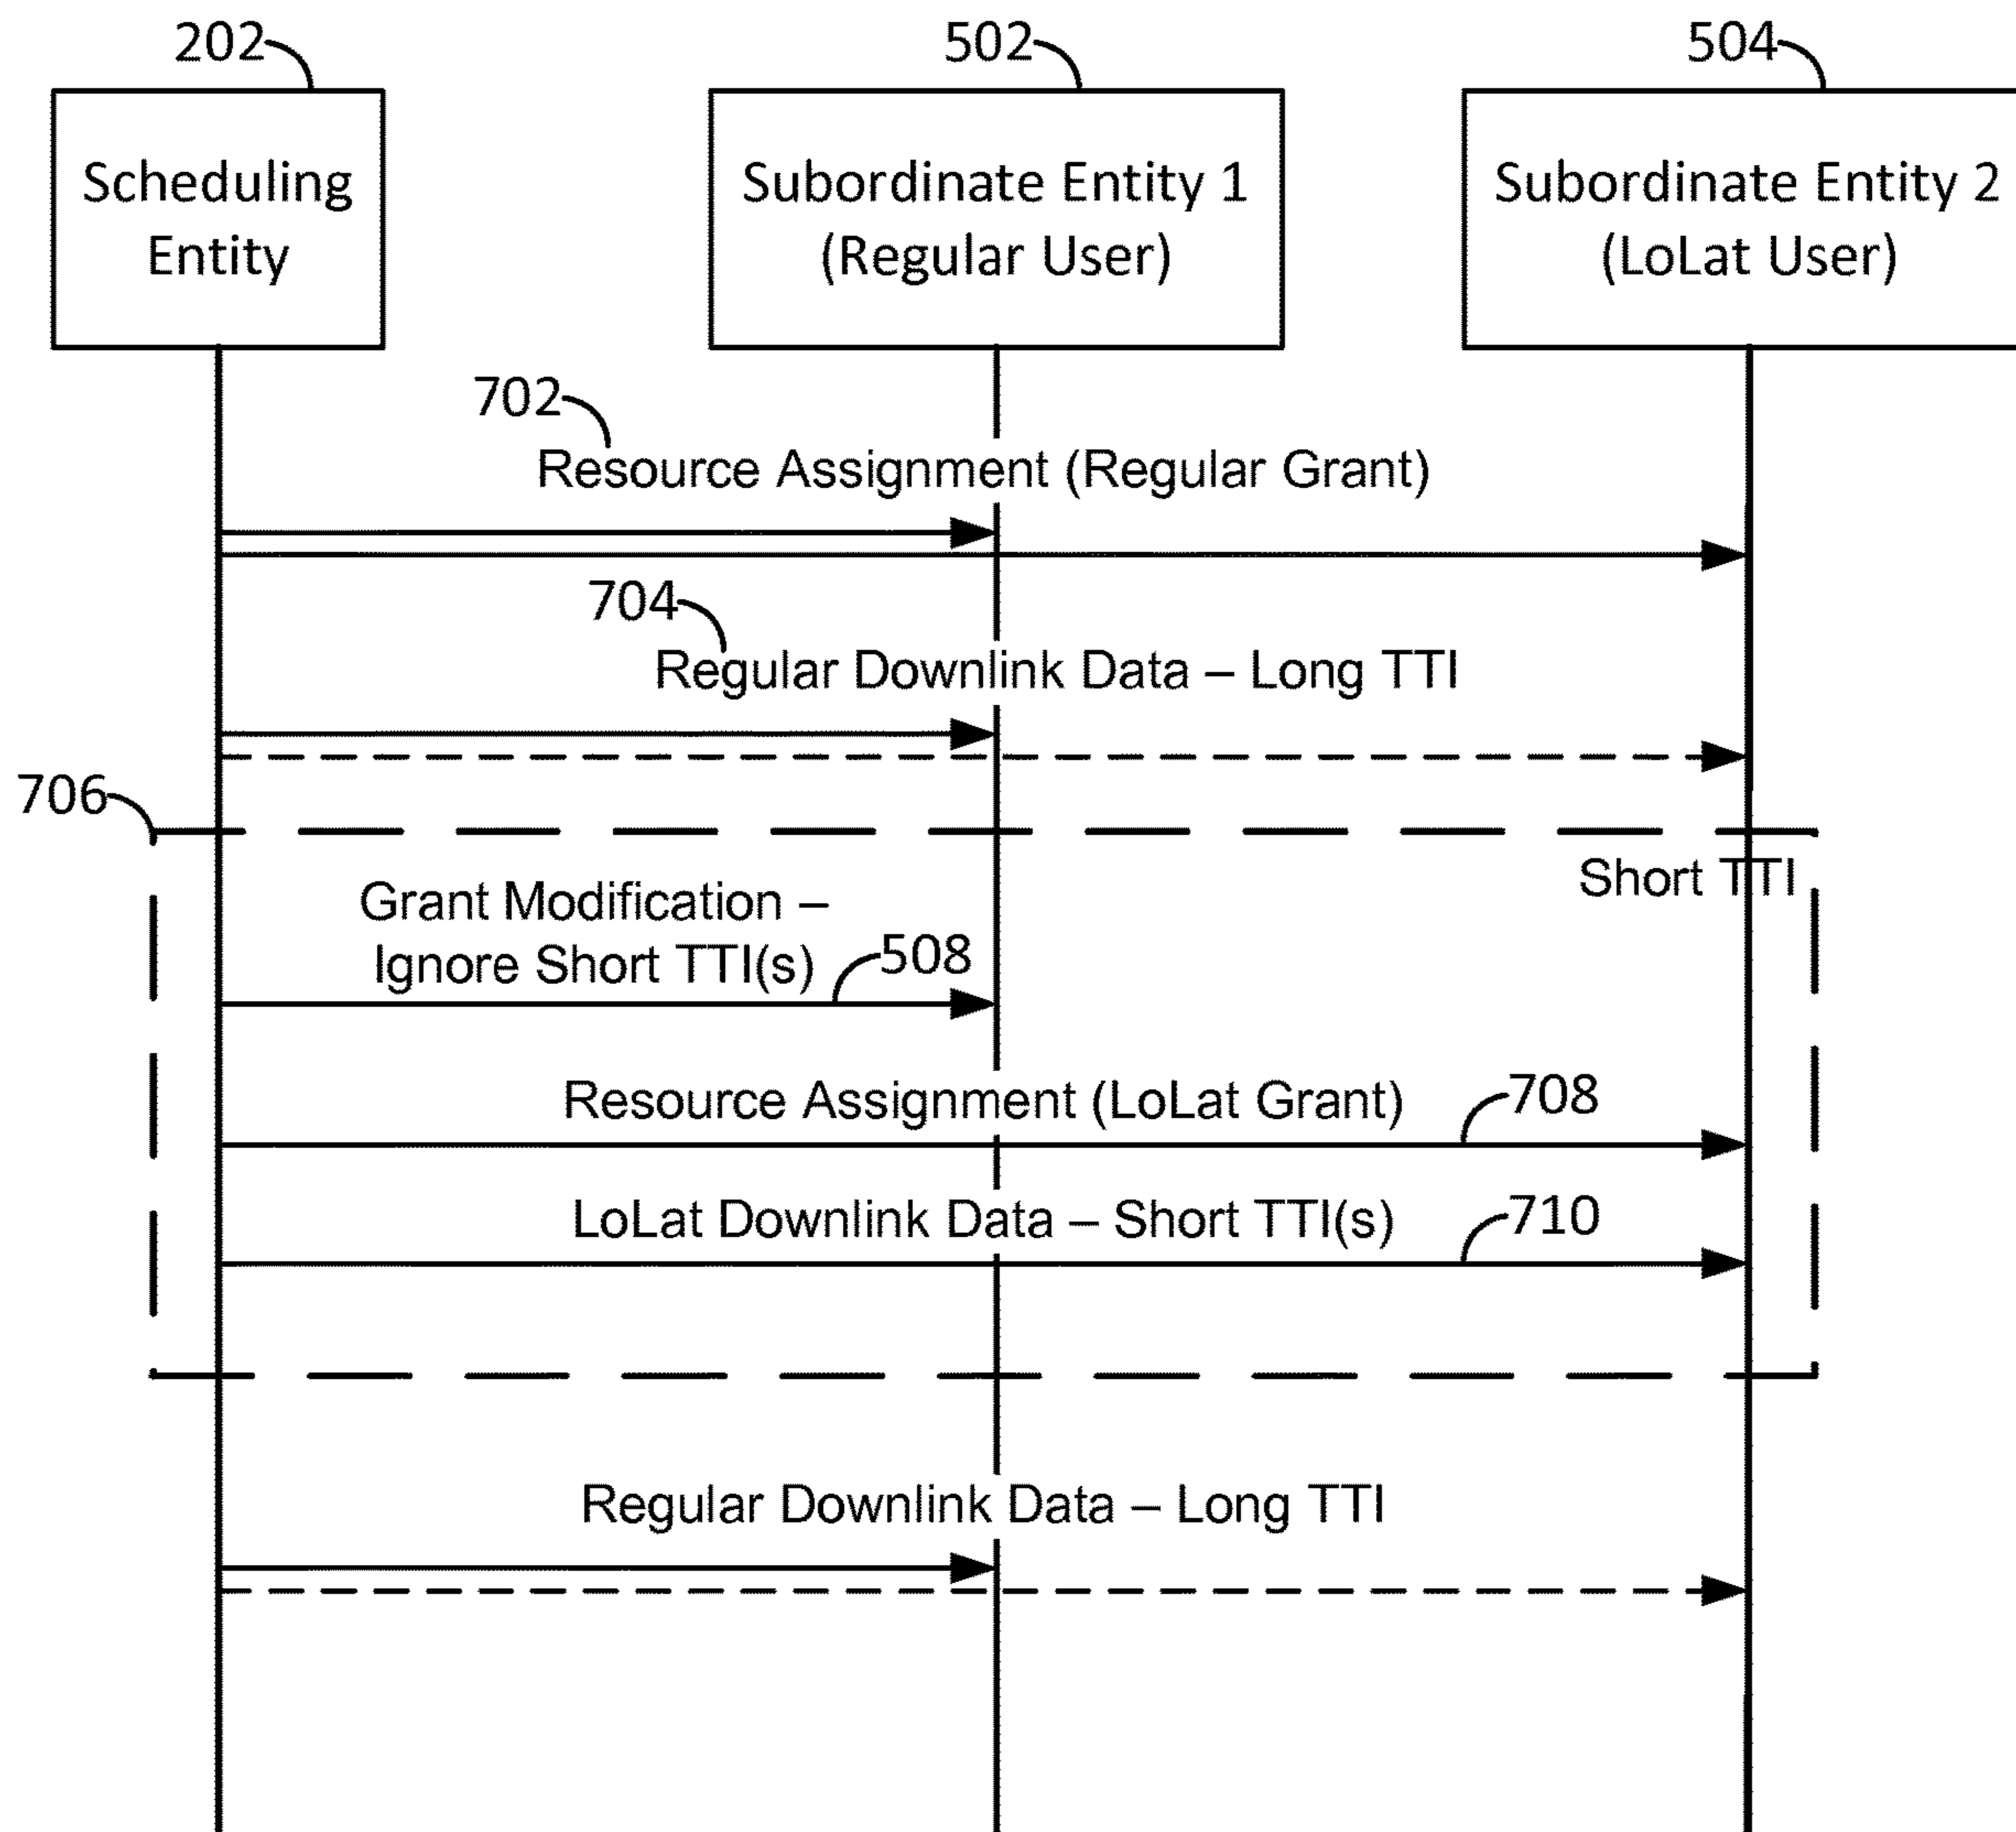 202
502
504
Scheduling
Entity
Subordinate Entity 1
(Regular User)
Subordinate Entity 2
(LoLat User)
702
Resource Assignment (Regular Grant)
704
Regular Downlink Data – Long TTI
706
Short TTI
Grant Modification –
Ignore Short TTI(s)
508
Resource Assignment (LoLat Grant)
708
LoLat Downlink Data – Short TTI(s)
710
Regular Downlink Data – Long TTI